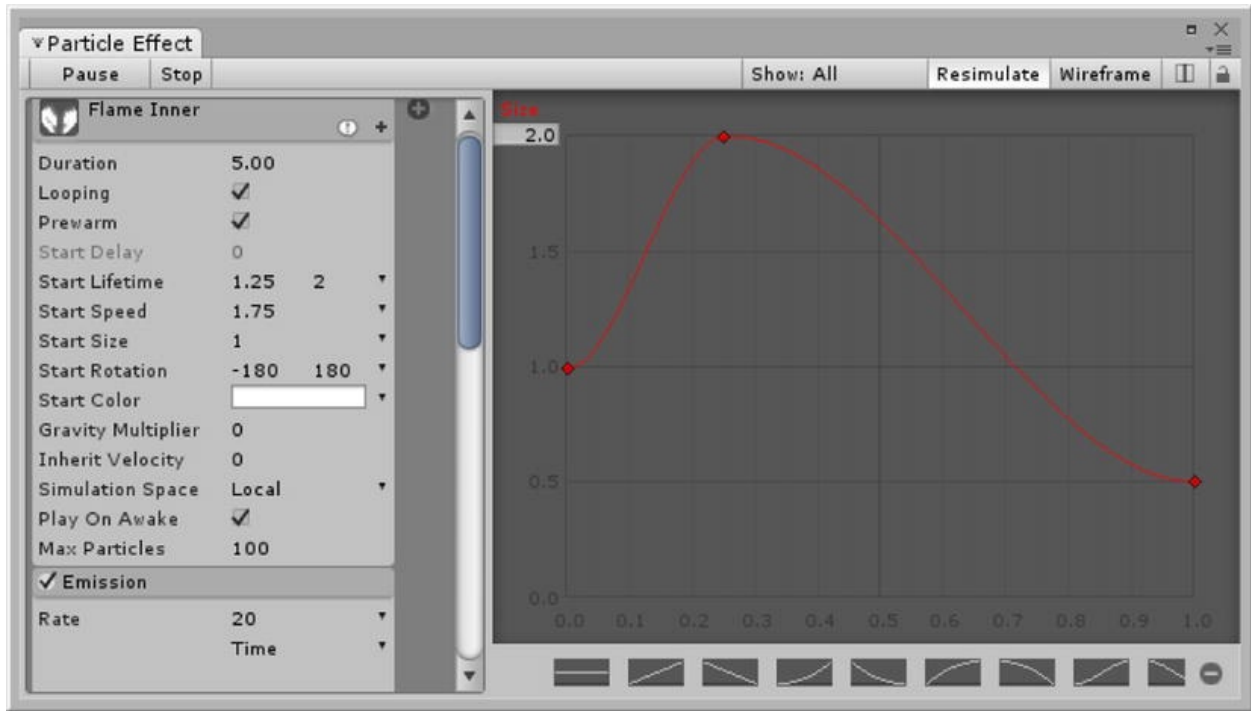 Particle Effect
Pause Stop Show: All Resimulate Wireframe
Flame Inner
Duration 5.00
Looping
Prewarm
Start Delay 0
Start Lifetime 1.25 2
Start Speed 1.75
Start Size 1
Start Rotation -180 180
Start Color
Gravity Multiplier 0
Inherit Velocity 0
Simulation Space Local
Play On Awake
Max Particles 100
Emission
Rate 20
Time
Size
2.0
1.5
1.0
0.5
0.0
0.0 0.1 0.2 0.3 0.4 0.5 0.6 0.7 0.8 0.9 1.0